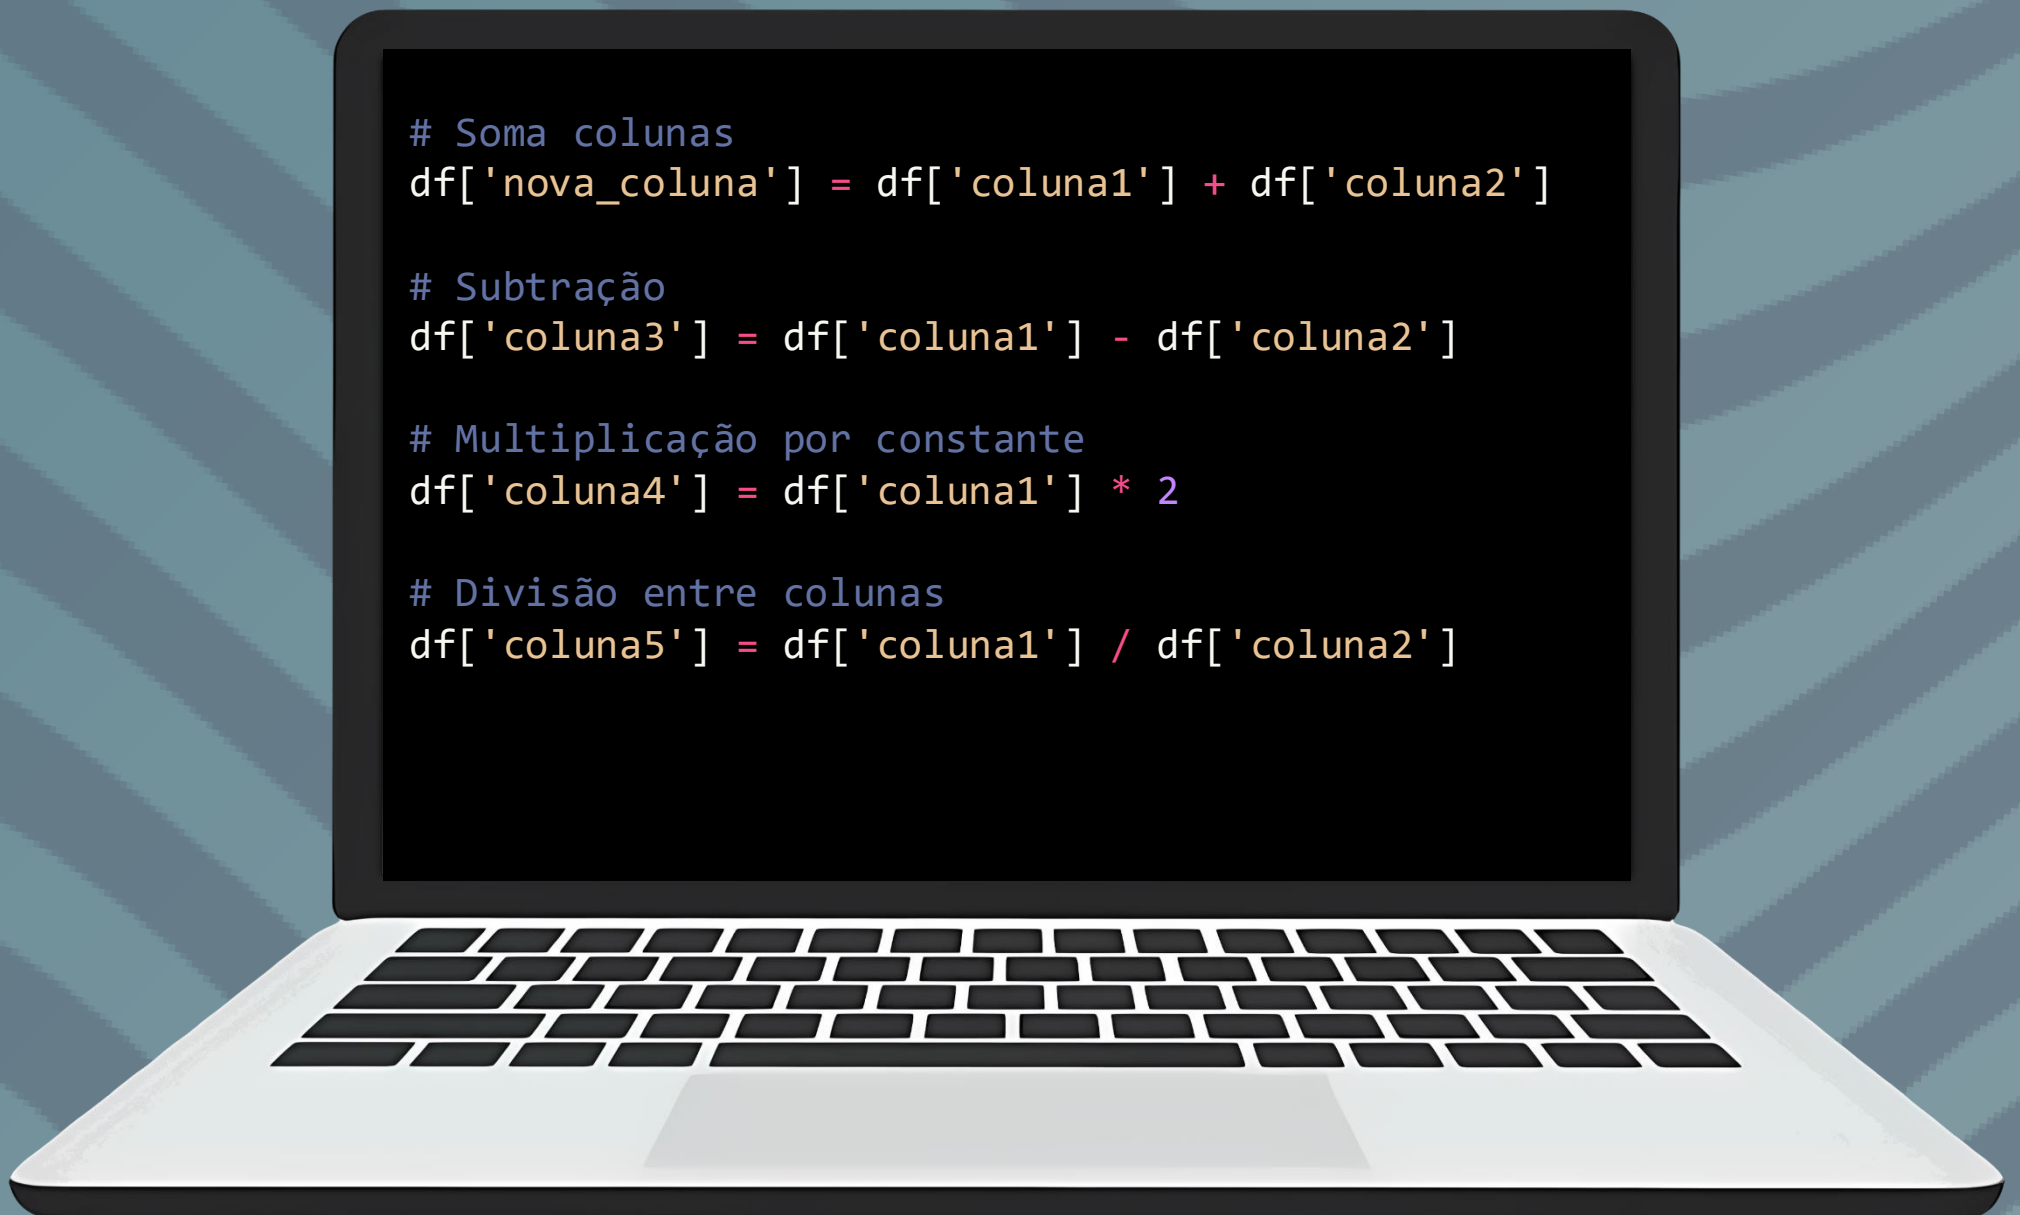 # Soma colunas
df['nova_coluna'] = df['coluna1'] + df['coluna2']
# Subtração
df['coluna3'] = df['coluna1'] - df['coluna2']
# Multiplicação por constante
df['coluna4'] = df['coluna1'] * 2
# Divisão entre colunas
df['coluna5'] = df['coluna1'] / df['coluna2']